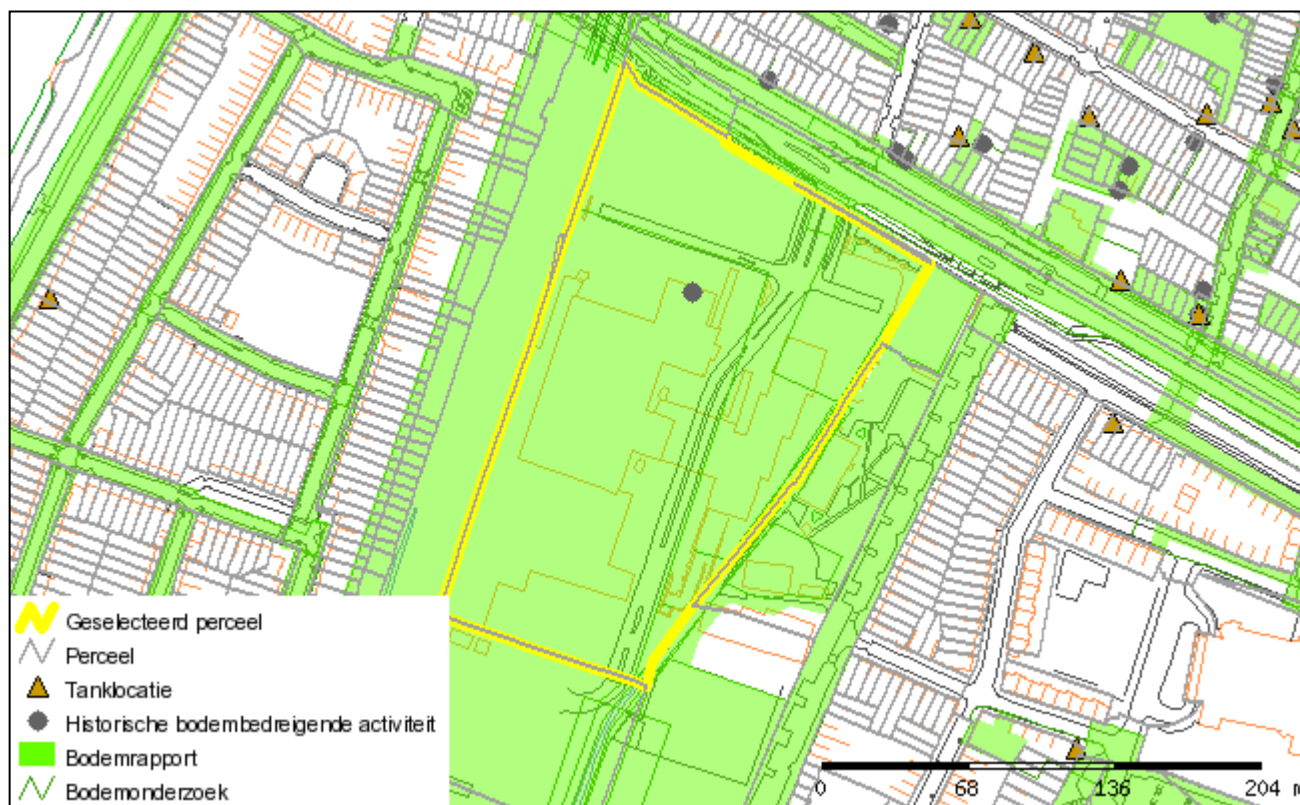 Geselecteerd perceel
Perceel
Tanklocatie
Historische bodembedreigende activiteit
Bodemrapport
Bodemonderzoek
0 68 136 204